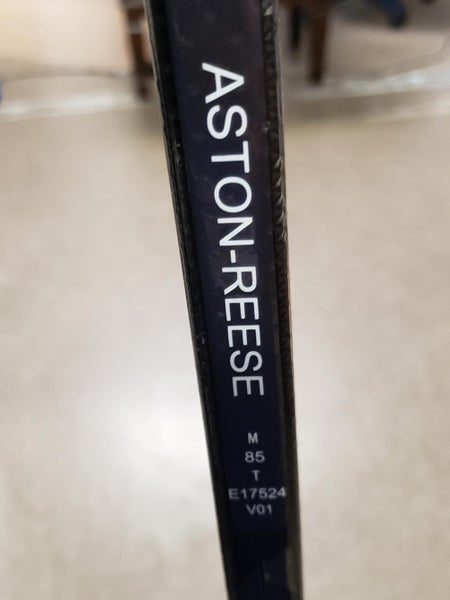 ASTON-REESE
M
85
T
E17524
V01